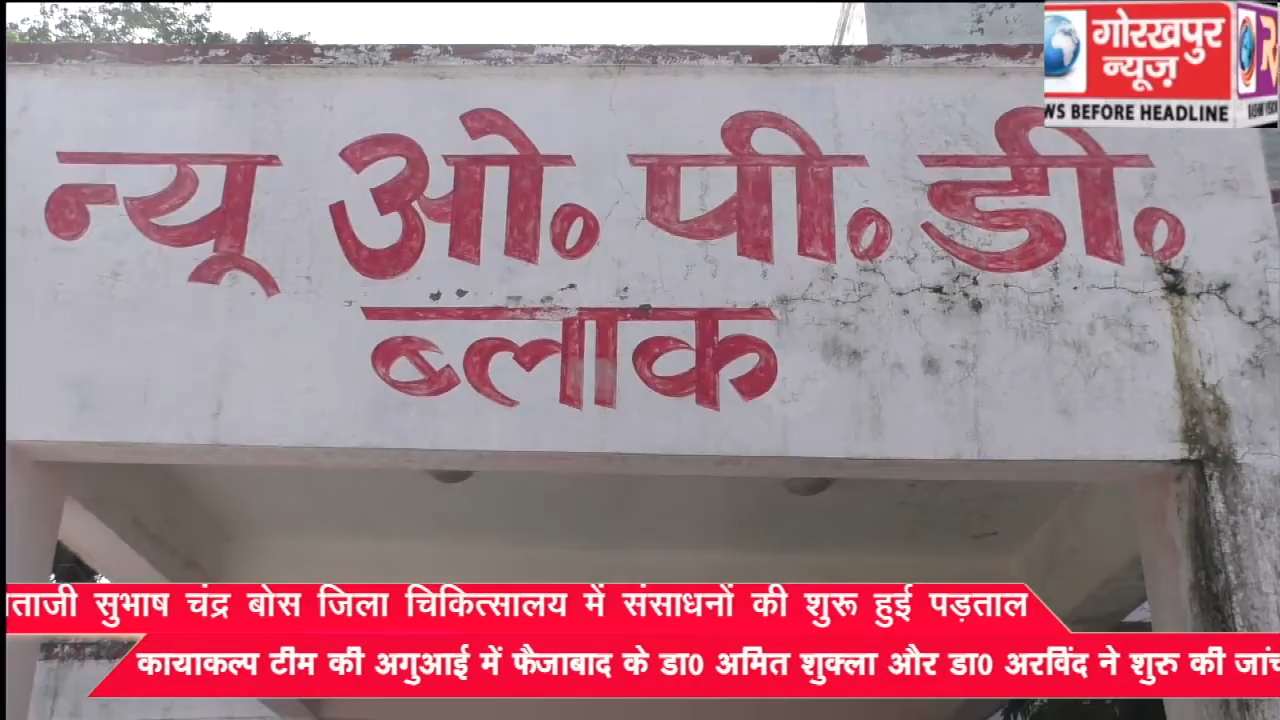 गोरखपुर
न्यूज़
WS BEFORE HEADLINE
न्यू ओ॰ पी॰ डी॰
ब्लाक
सुभाष चंद्र बोस जिला चिकित्सालय में संसाधनों की शुरू हुई पड़ताल
कायाकल्प टीम की अगुआई में फैजाबाद के डा0 अमित शुक्ला और डा0 अरविंद ने शुरु की जांच